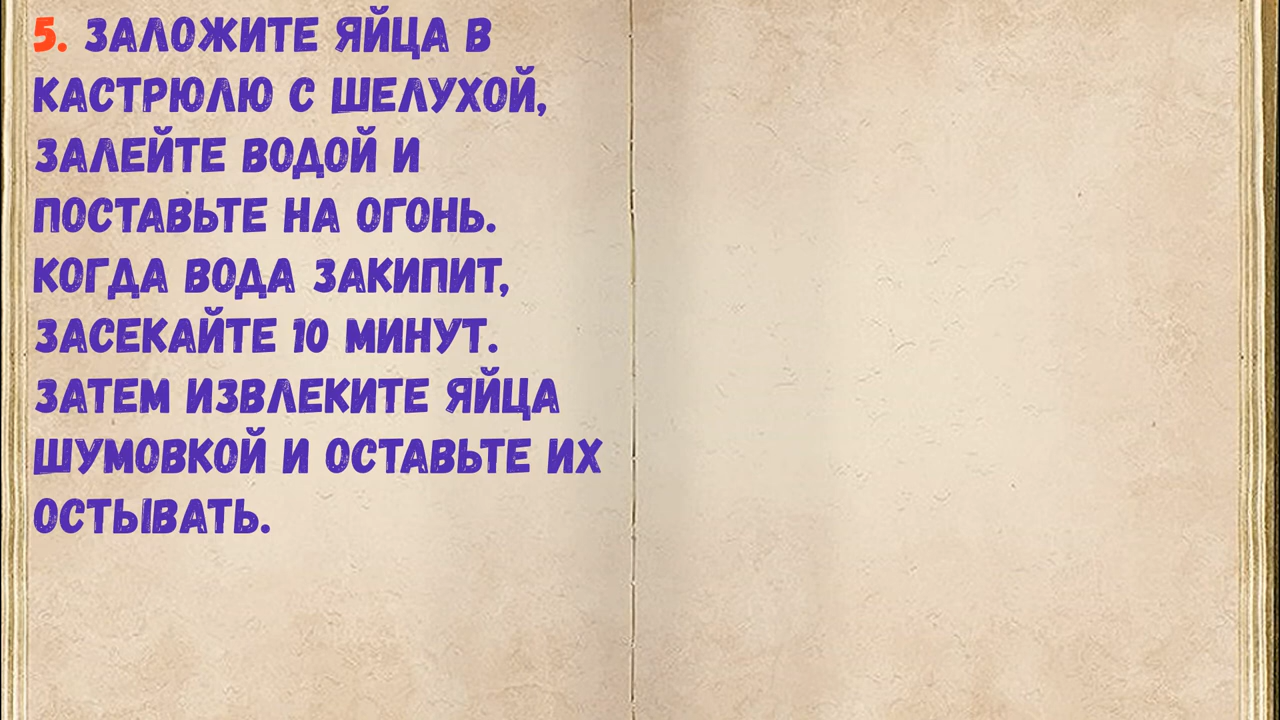 5. ЗАЛОЖИТЕ ЯЙЦА В
КАСТРЮЛЮ С ШЕЛУХОЙ,
ЗАЛЕЙТЕ ВОДОЙ И
ПОСТАВЬТЕ НА ОГОНЬ.
КОГДА ВОДА ЗАКИПИТ,
ЗАСЕКАЙТЕ 10 МИНУТ.
ЗАТЕМ ИЗВЛЕКИТЕ ЯЙЦА
ШУМОВКОЙ И ОСТАВЬТЕ ИХ
ОСТЫВАТЬ.